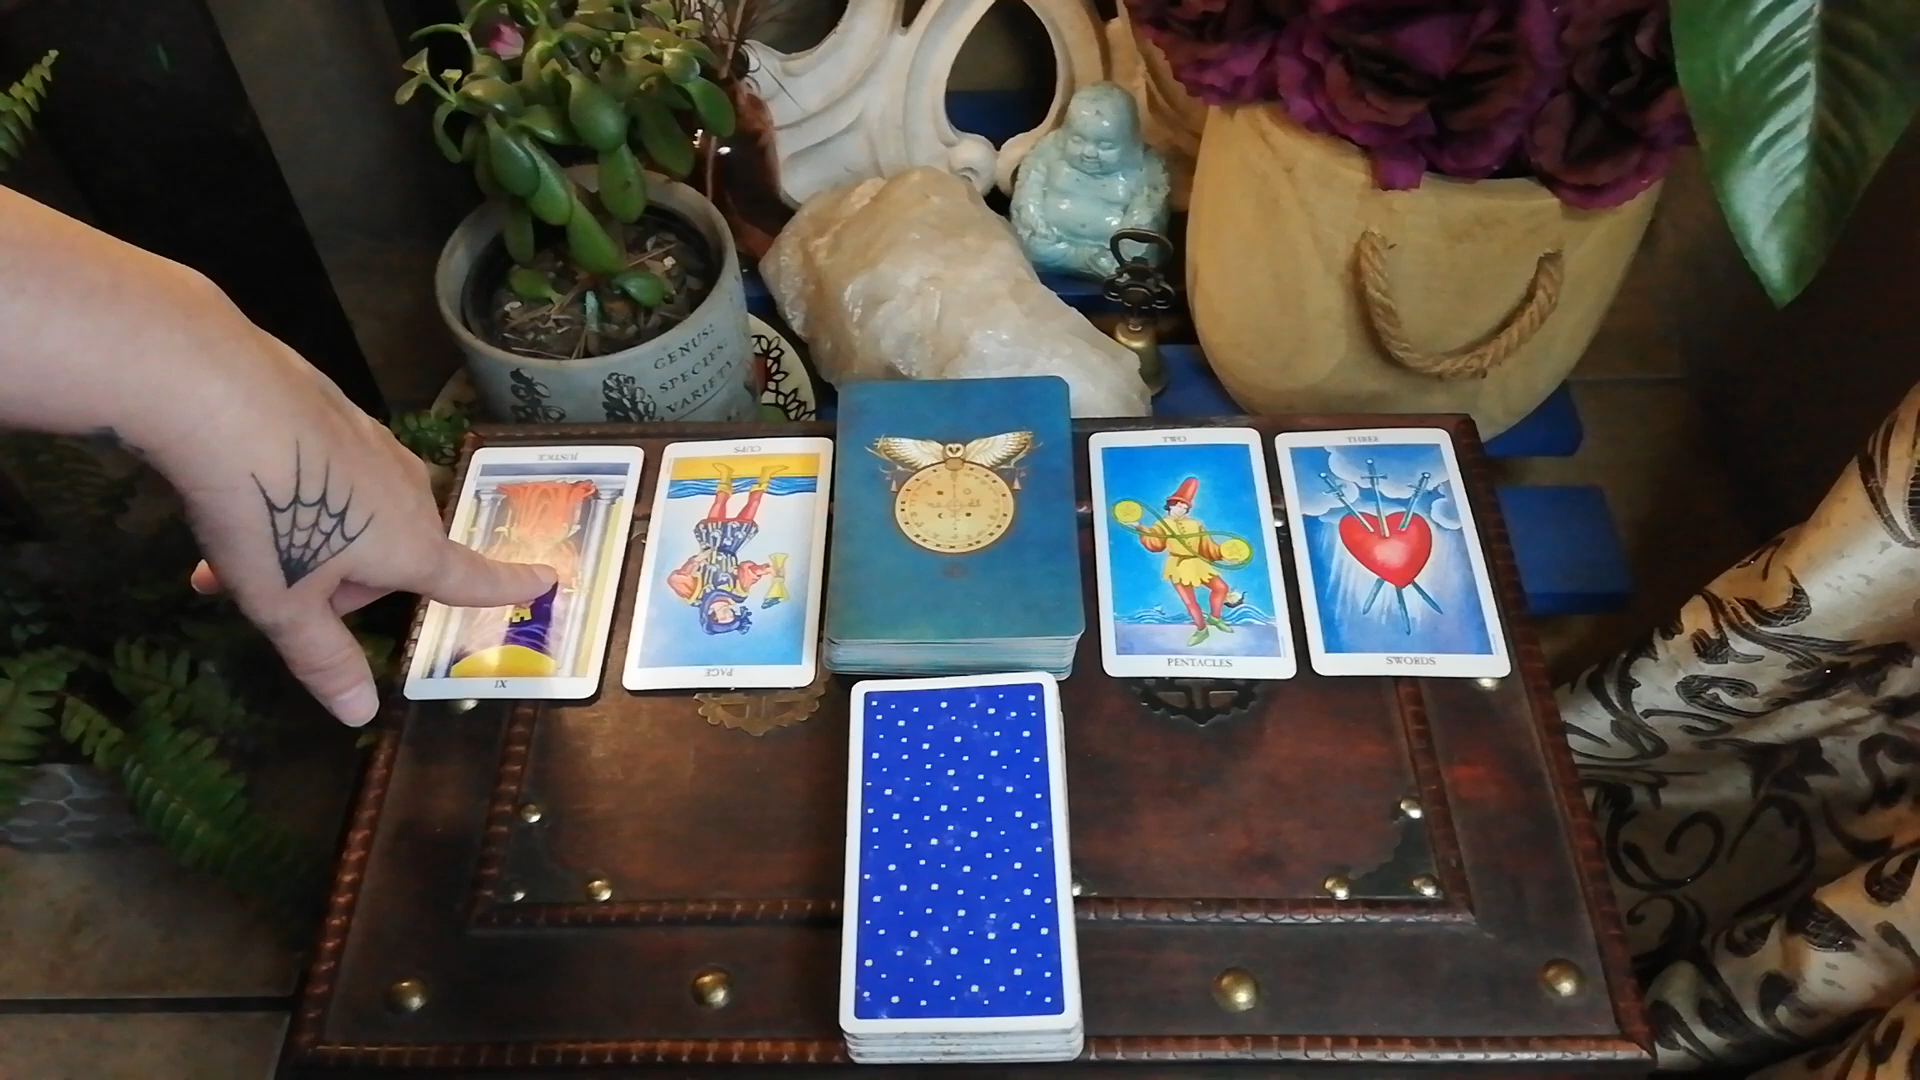 GENUS:
SPECIES:
VARIETY:
JUSTICE
XI
CUPS
PAGE
TWO
PENTACLES
THREE
SWORDS